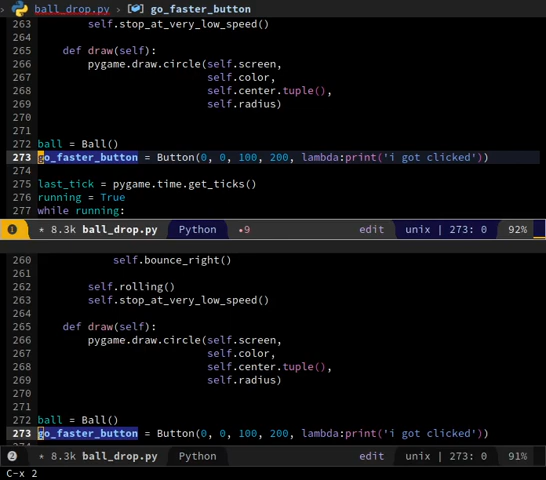 ball_drop.py › go_faster_button
263 self.stop_at_very_low_speed()
264
265 def draw(self):
266 pygame.draw.circle(self.screen,
267 self.color,
268 self.center.tuple(),
269 self.radius)
270
271
272 ball = Ball()
273 go_faster_button = Button(0, 0, 100, 200, lambda:print('i got clicked'))
274
275 last_tick = pygame.time.get_ticks()
276 running = True
277 while running:
1 * 8.3k ball_drop.py Python •9 edit unix | 273: 0 92%
260 self.bounce_right()
261
262 self.rolling()
263 self.stop_at_very_low_speed()
264
265 def draw(self):
266 pygame.draw.circle(self.screen,
267 self.color,
268 self.center.tuple(),
269 self.radius)
270
271
272 ball = Ball()
273 go_faster_button = Button(0, 0, 100, 200, lambda:print('i got clicked'))
2 * 8.3k ball_drop.py Python edit unix | 273: 0 91%
C-x 2